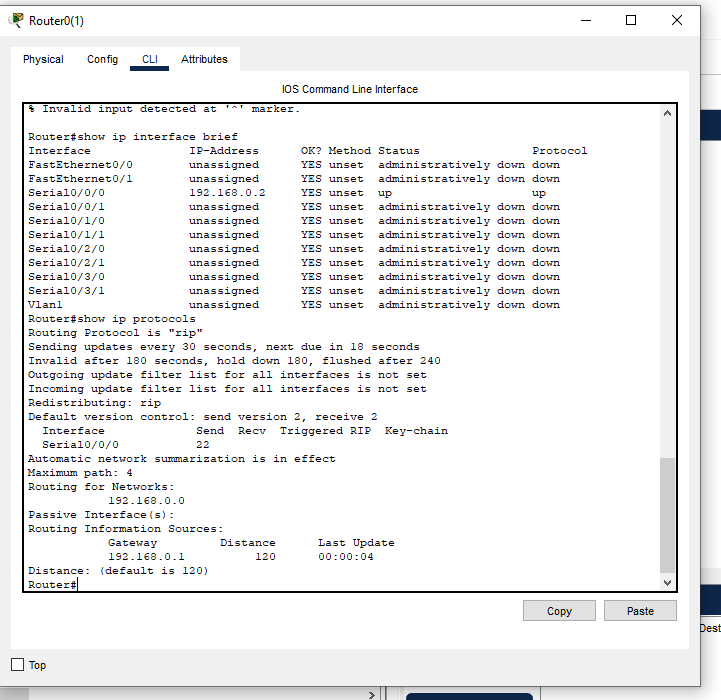 Router0(1)
Physical Config CLI Attributes
IOS Command Line Interface
% Invalid input detected at '^' marker.
Router#show ip interface brief
Interface IP-Address OK? Method Status Protocol
FastEthernet0/0 unassigned YES unset administratively down down
FastEthernet0/1 unassigned YES unset administratively down down
Serial0/0/0 192.168.0.2 YES unset up up
Serial0/0/1 unassigned YES unset administratively down down
Serial0/1/0 unassigned YES unset administratively down down
Serial0/1/1 unassigned YES unset administratively down down
Serial0/2/0 unassigned YES unset administratively down down
Serial0/2/1 unassigned YES unset administratively down down
Serial0/3/0 unassigned YES unset administratively down down
Serial0/3/1 unassigned YES unset administratively down down
Vlan1 unassigned YES unset administratively down down
Router#show ip protocols
Routing Protocol is "rip"
Sending updates every 30 seconds, next due in 18 seconds
Invalid after 180 seconds, hold down 180, flushed after 240
Outgoing update filter list for all interfaces is not set
Incoming update filter list for all interfaces is not set
Redistributing: rip
Default version control: send version 2, receive 2
Interface Send Recv Triggered RIP Key-chain
Serial0/0/0 22
Automatic network summarization is in effect
Maximum path: 4
Routing for Networks:
192.168.0.0
Passive Interface(s):
Routing Information Sources:
Gateway Distance Last Update
192.168.0.1 120 00:00:04
Distance: (default is 120)
Router#
Copy Paste
Dest
Top